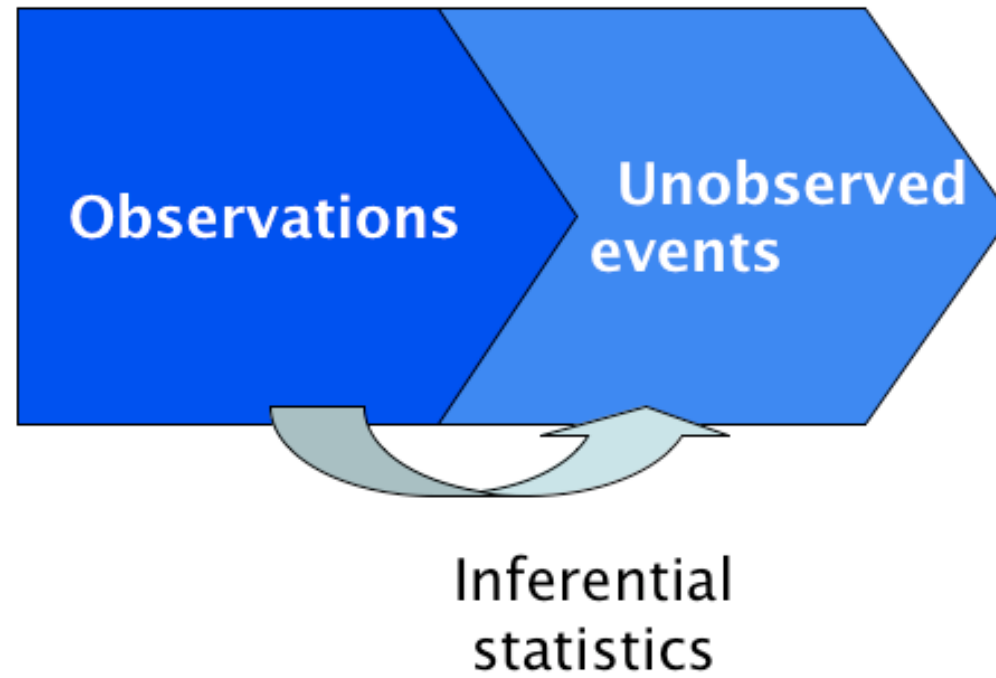 Observations
Unobserved
events
Inferential
statistics